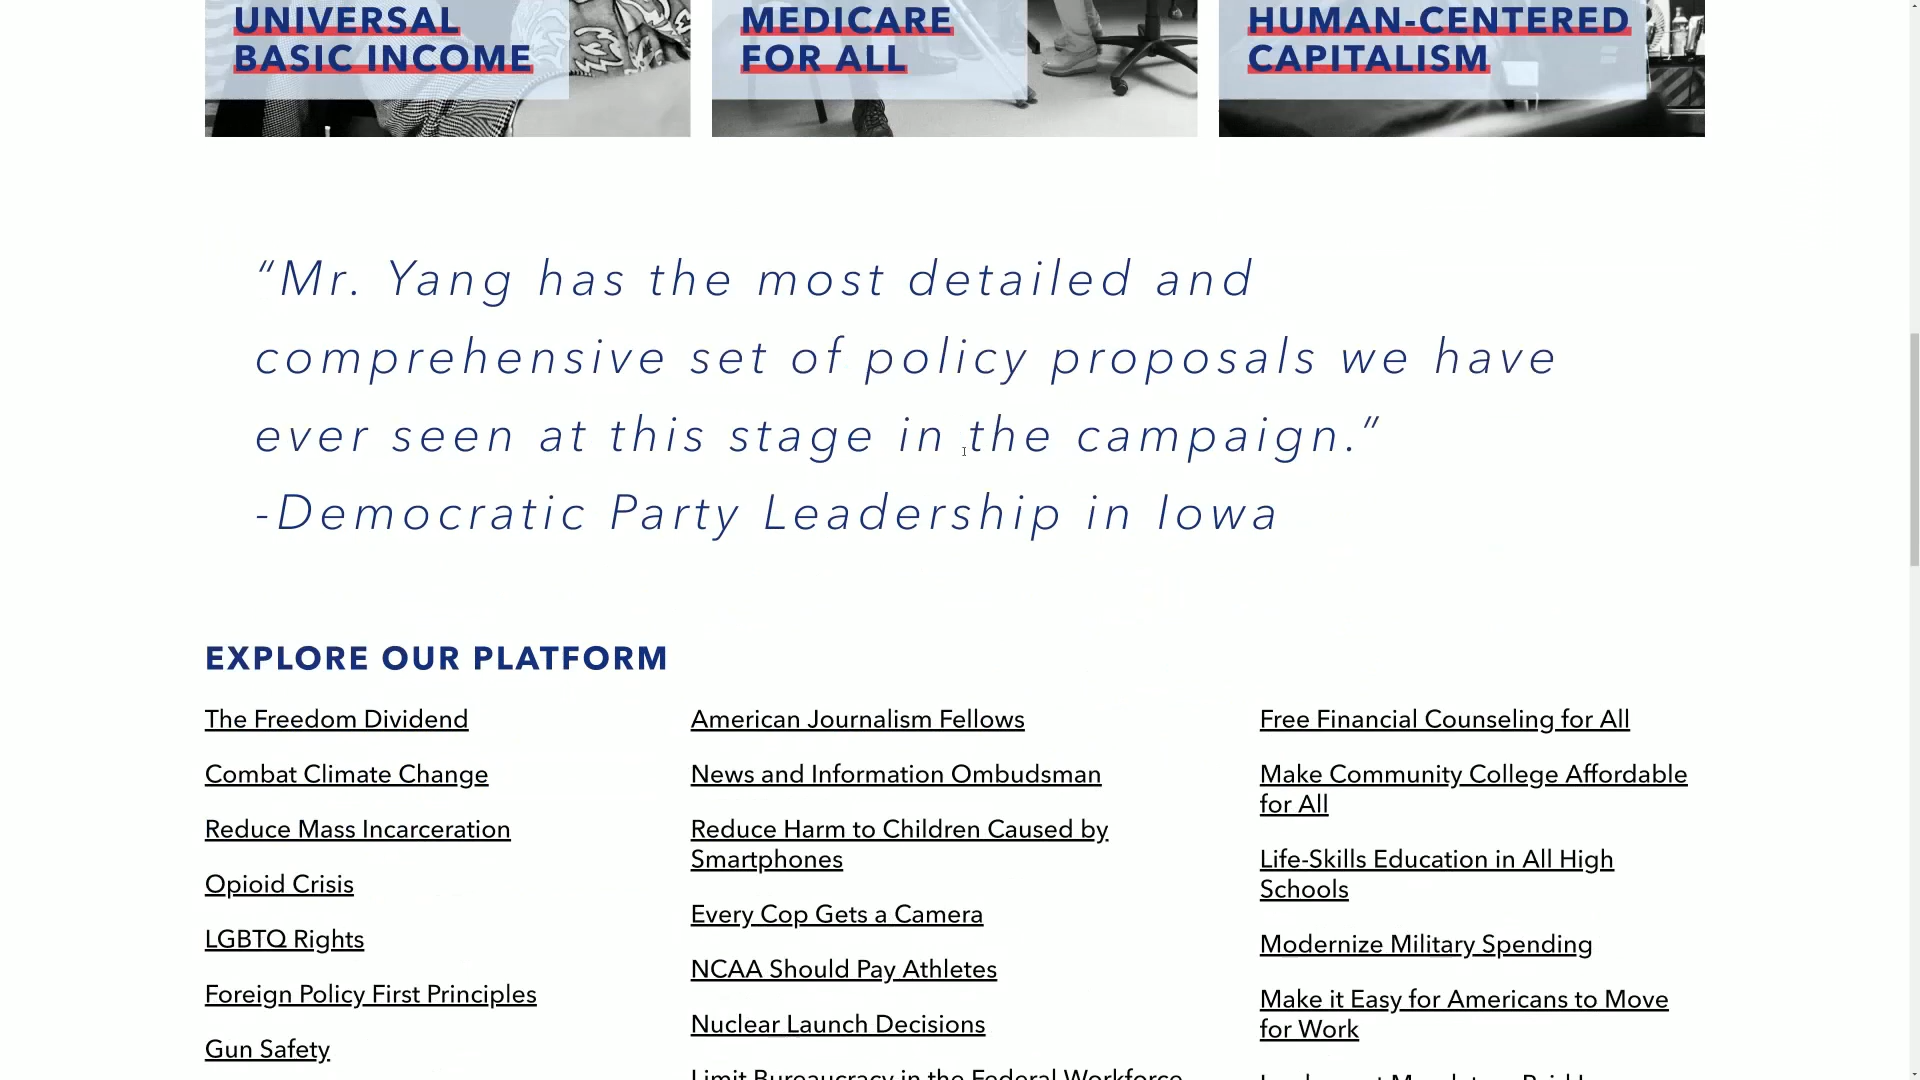 UNIVERSAL
BASIC INCOME
MEDICARE
FOR ALL
HUMAN-CENTERED
CAPITALISM
“Mr. Yang has the most detailed and
comprehensive set of policy proposals we have
ever seen at this stage in the campaign.”
-Democratic Party Leadership in Iowa
EXPLORE OUR PLATFORM
The Freedom Dividend
Combat Climate Change
Reduce Mass Incarceration
Opioid Crisis
LGBTQ Rights
Foreign Policy First Principles
Gun Safety
American Journalism Fellows
News and Information Ombudsman
Reduce Harm to Children Caused by
Smartphones
Every Cop Gets a Camera
NCAA Should Pay Athletes
Nuclear Launch Decisions
Limit Bureaucracy in the Federal Workforce
Free Financial Counseling for All
Make Community College Affordable
for All
Life-Skills Education in All High
Schools
Modernize Military Spending
Make it Easy for Americans to Move
for Work